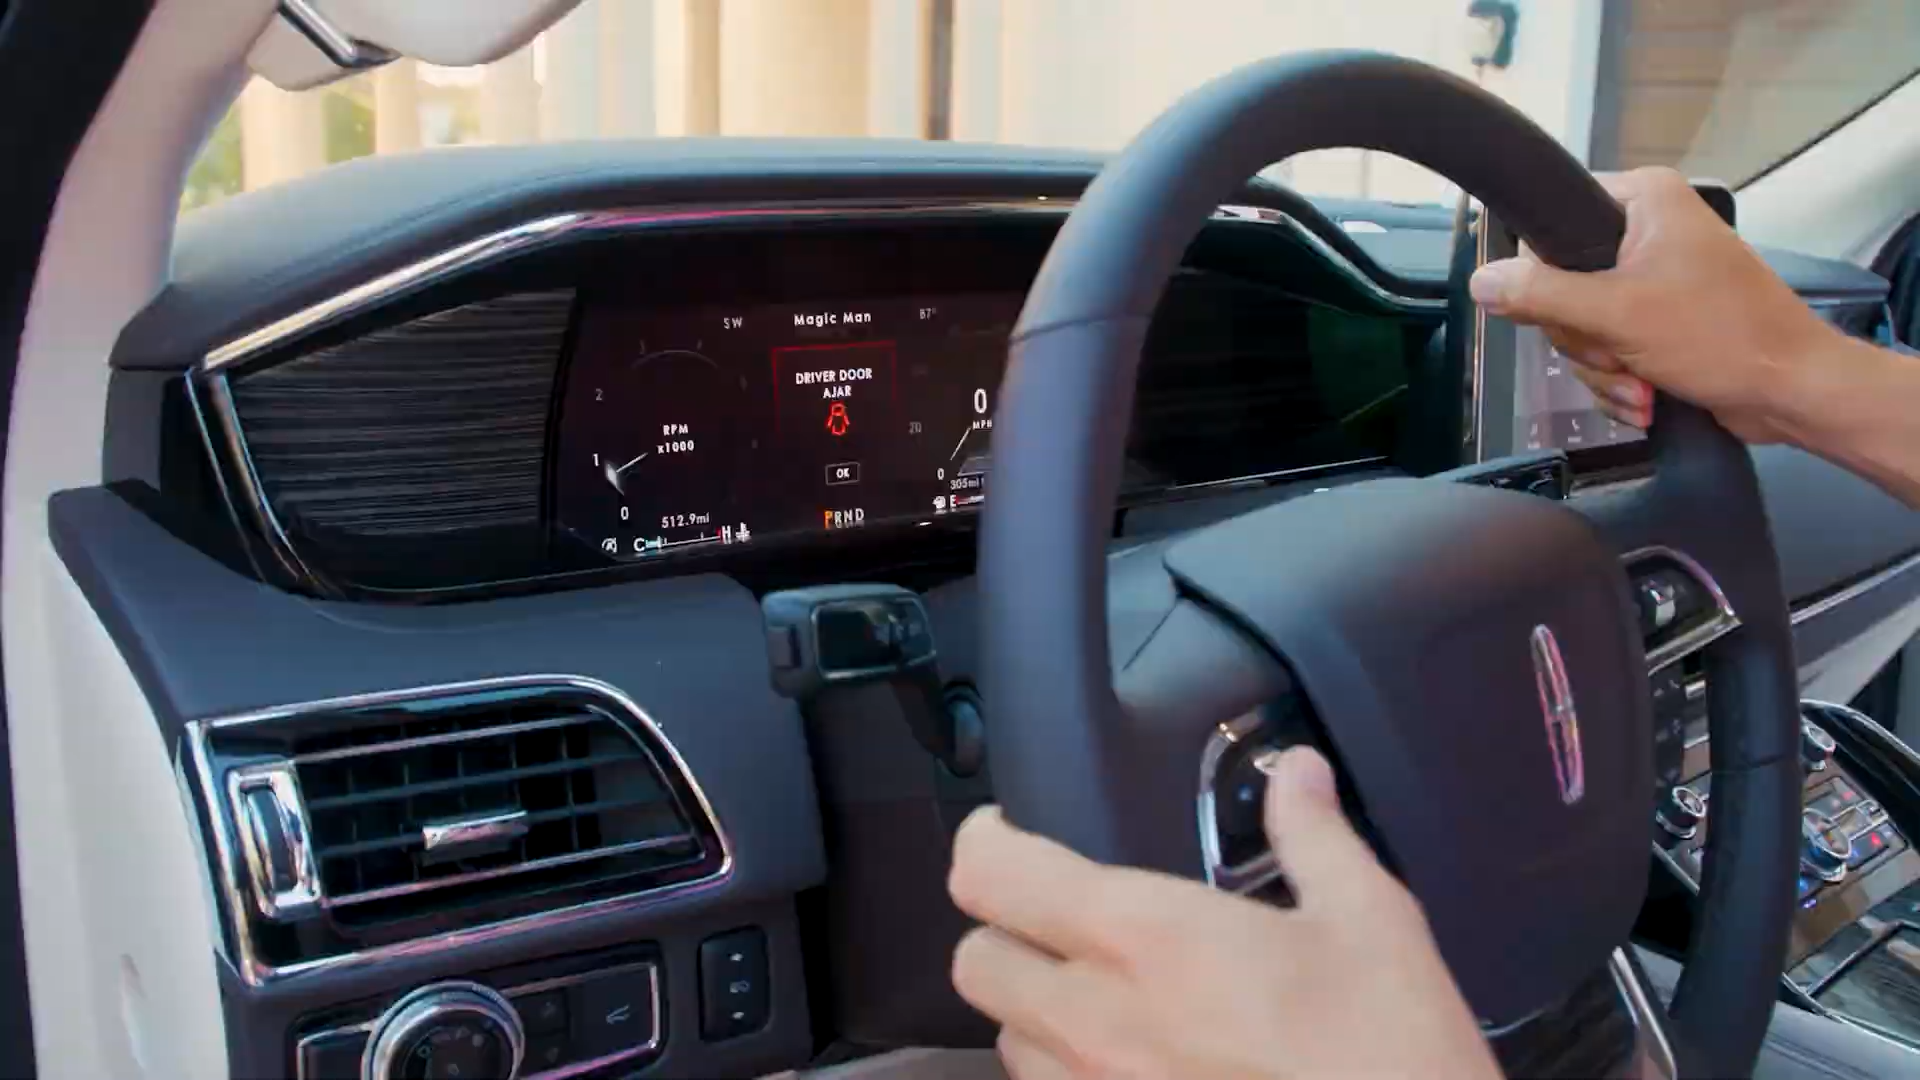 SW
Magic Man
87°
DRIVER DOOR
AJAR
2
RPM
x1000
1
0
512.9mi
C
H
OK
PRND
0
MPH
20
0
305mi
E